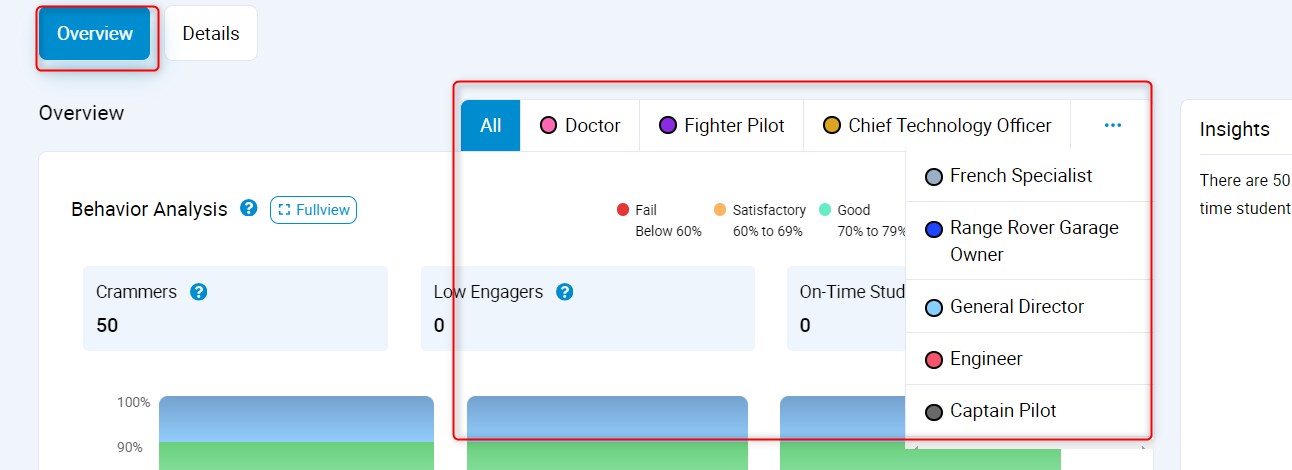 Overview
Details
Overview
All
Doctor
Fighter Pilot
Chief Technology Officer
...
French Specialist
Range Rover Garage
Owner
General Director
Engineer
Captain Pilot
Insights
There are 50
time student
Behavior Analysis
?
Fullview
Fail
Below 60%
Satisfactory
60% to 69%
Good
70% to 79%
Crammers
?
50
Low Engagers
?
0
On-Time Stud
0
100%
90%